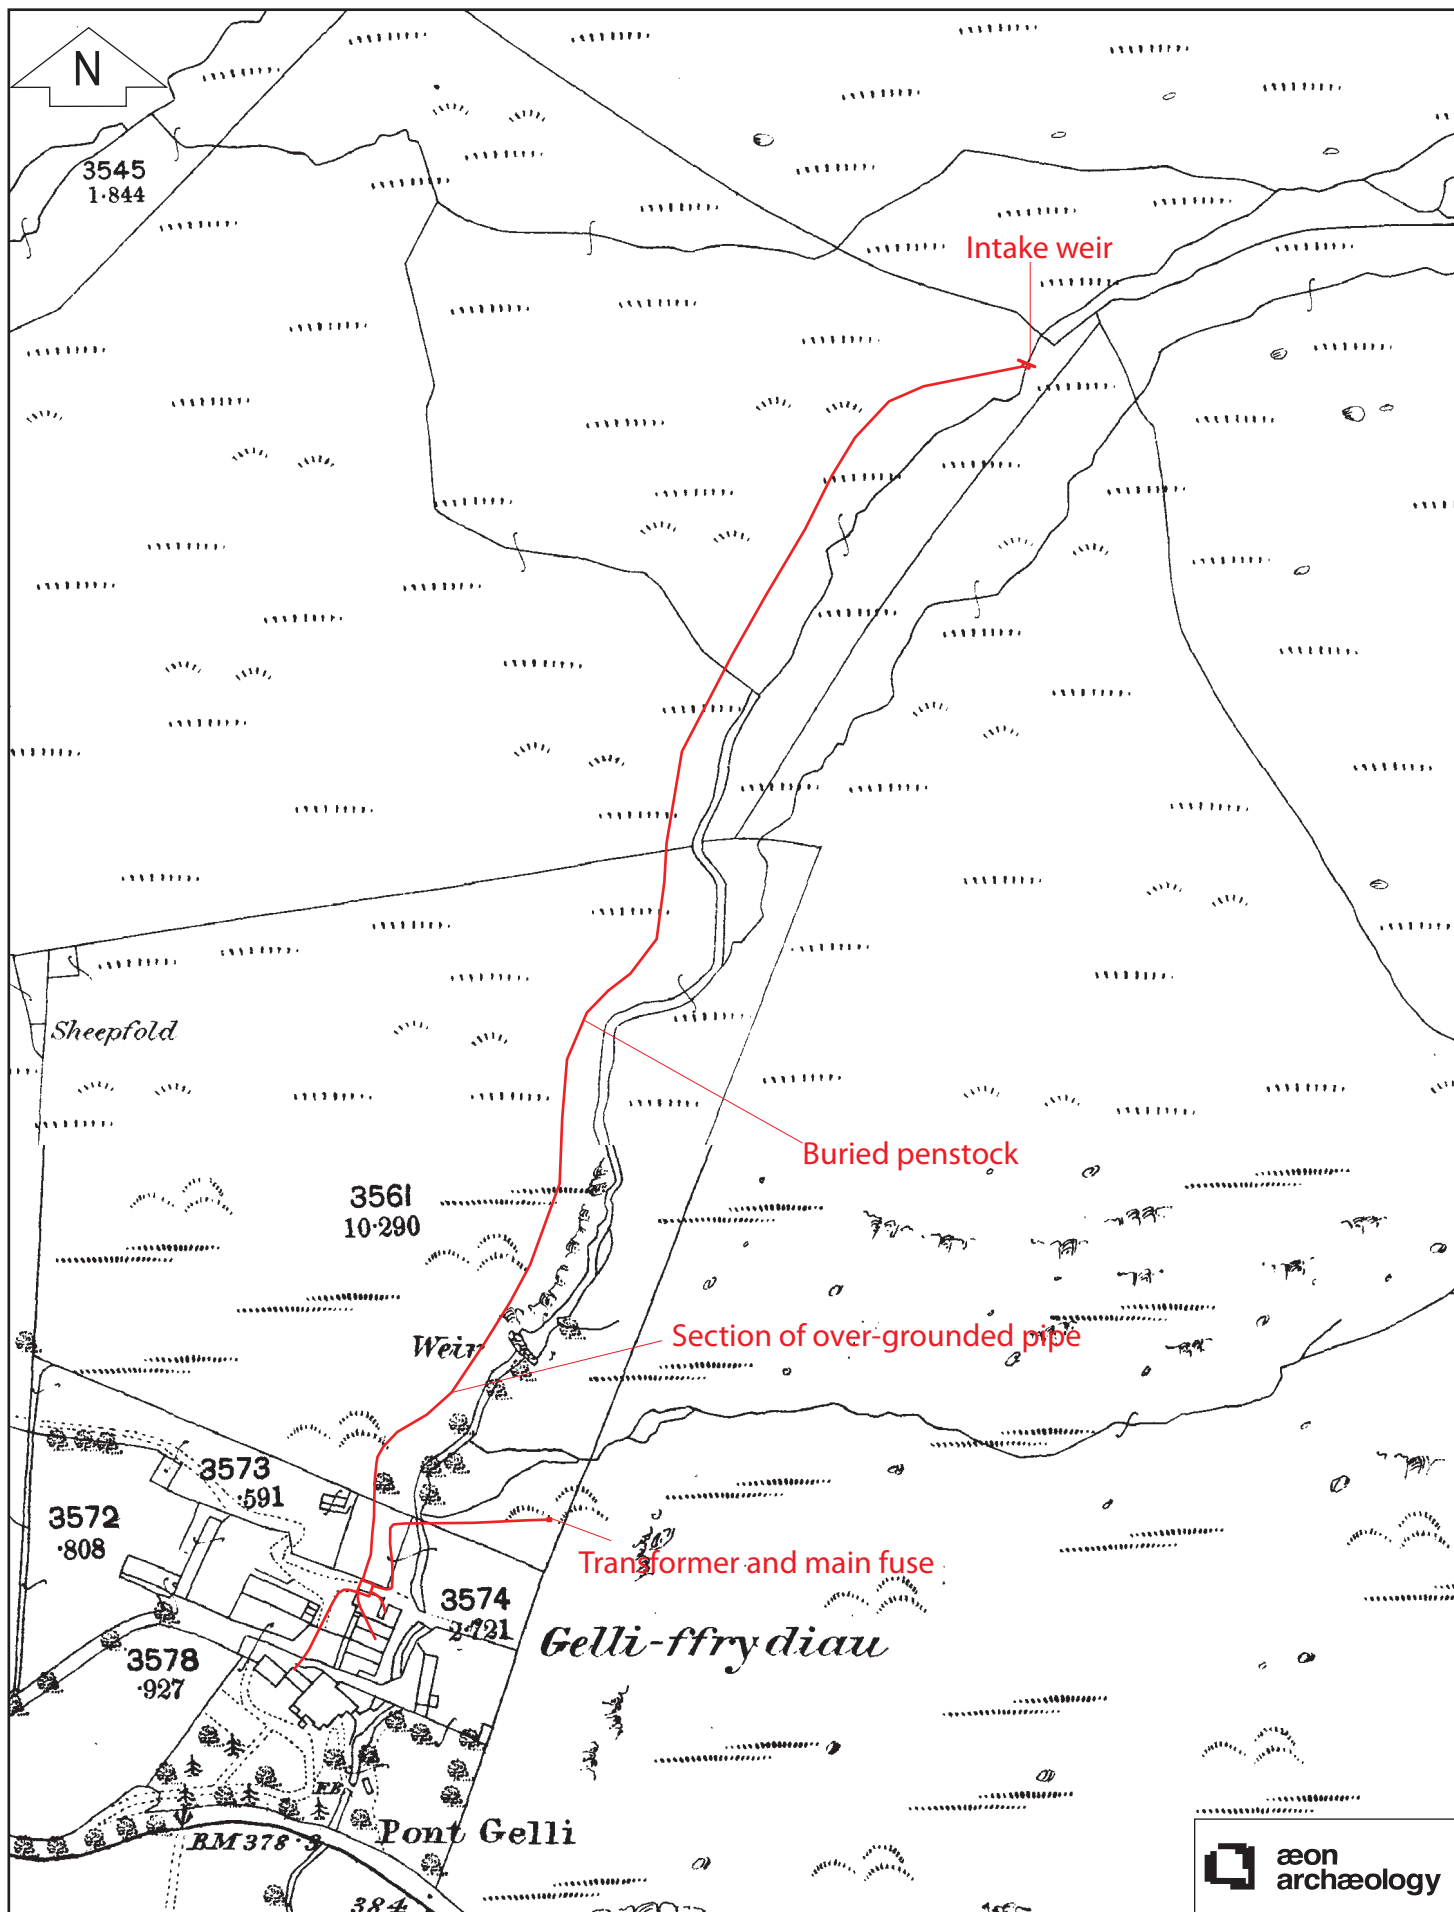 N
3545
1·844
Intake weir
Sheepfold
Buried penstock
3561
10·290
Weir
Section of over-grounded pipe
3573
·591
3572
·808
Transformer and main fuse
3574
2·721
Gelli-ffrydiau
3578
·927
F.B.
Pont Gelli
B.M 378·3
384
æon
archæology